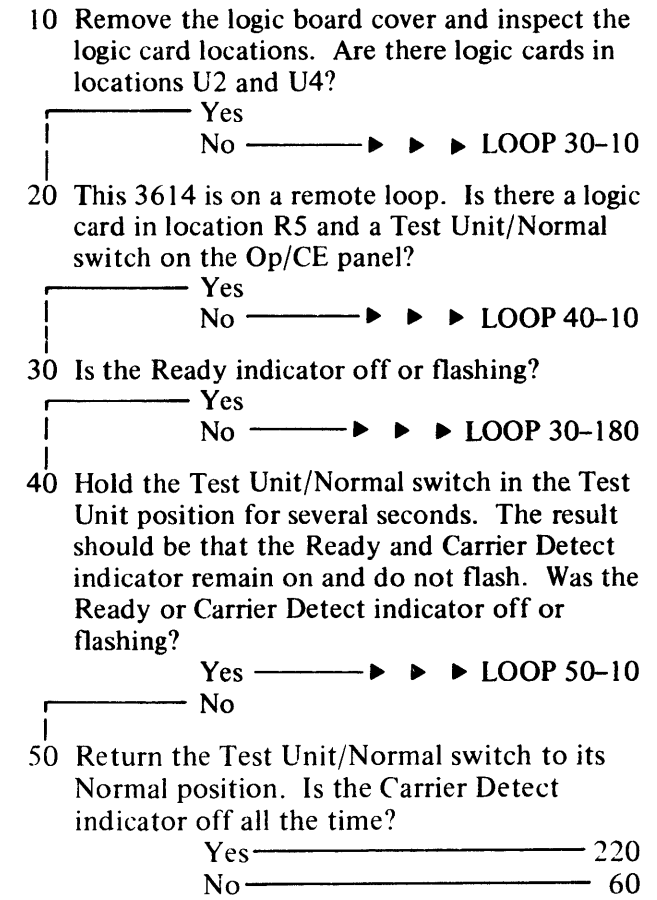 10 Remove the logic board cover and inspect the
logic card locations. Are there logic cards in
locations U2 and U4?
Yes
No ▶ ▶ ▶ LOOP 30–10
20 This 3614 is on a remote loop. Is there a logic
card in location R5 and a Test Unit/Normal
switch on the Op/CE panel?
Yes
No ▶ ▶ ▶ LOOP 40–10
30 Is the Ready indicator off or flashing?
Yes
No ▶ ▶ ▶ LOOP 30–180
40 Hold the Test Unit/Normal switch in the Test
Unit position for several seconds. The result
should be that the Ready and Carrier Detect
indicator remain on and do not flash. Was the
Ready or Carrier Detect indicator off or
flashing?
Yes ▶ ▶ ▶ LOOP 50–10
No
50 Return the Test Unit/Normal switch to its
Normal position. Is the Carrier Detect
indicator off all the time?
Yes 220
No 60